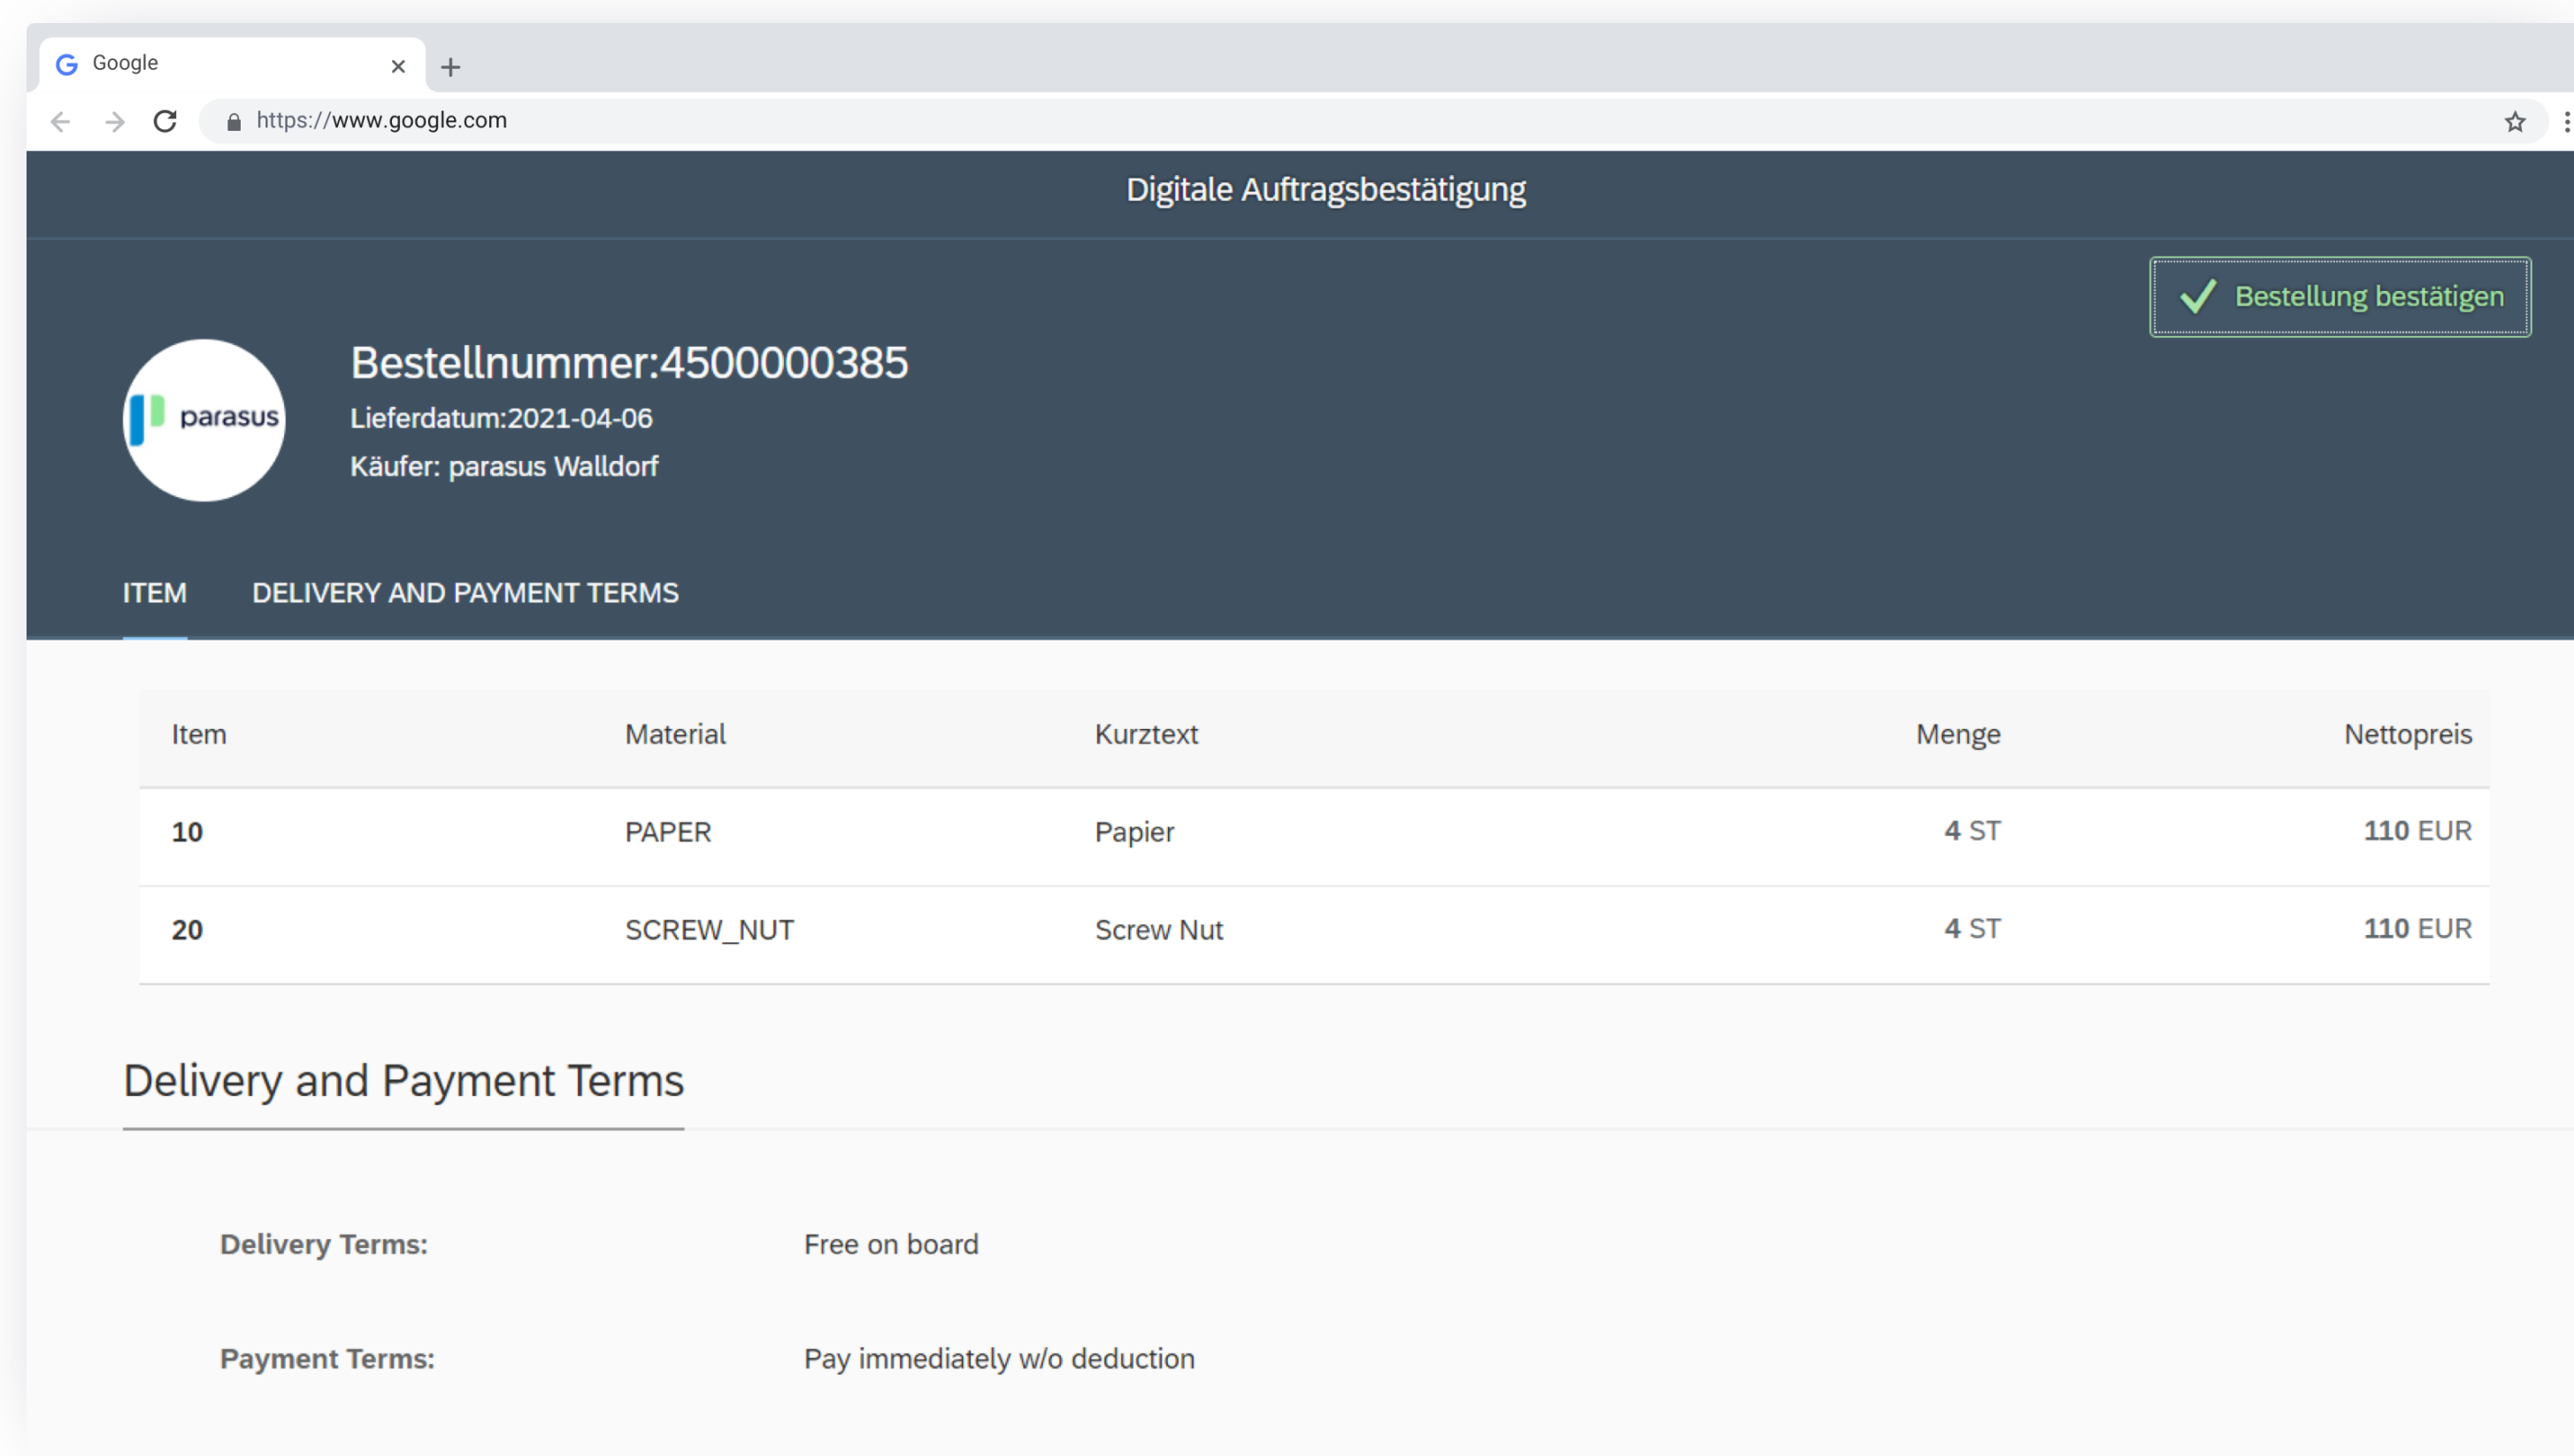 Google
https://www.google.com
Digitale Auftragsbestätigung
Bestellung bestätigen
parasus
Bestellnummer:4500000385
Lieferdatum:2021-04-06
Käufer: parasus Walldorf
ITEM DELIVERY AND PAYMENT TERMS
Item Material Kurztext Menge Nettopreis
10 PAPER Papier 4 ST 110 EUR
20 SCREW_NUT Screw Nut 4 ST 110 EUR
Delivery and Payment Terms
Delivery Terms: Free on board
Payment Terms: Pay immediately w/o deduction